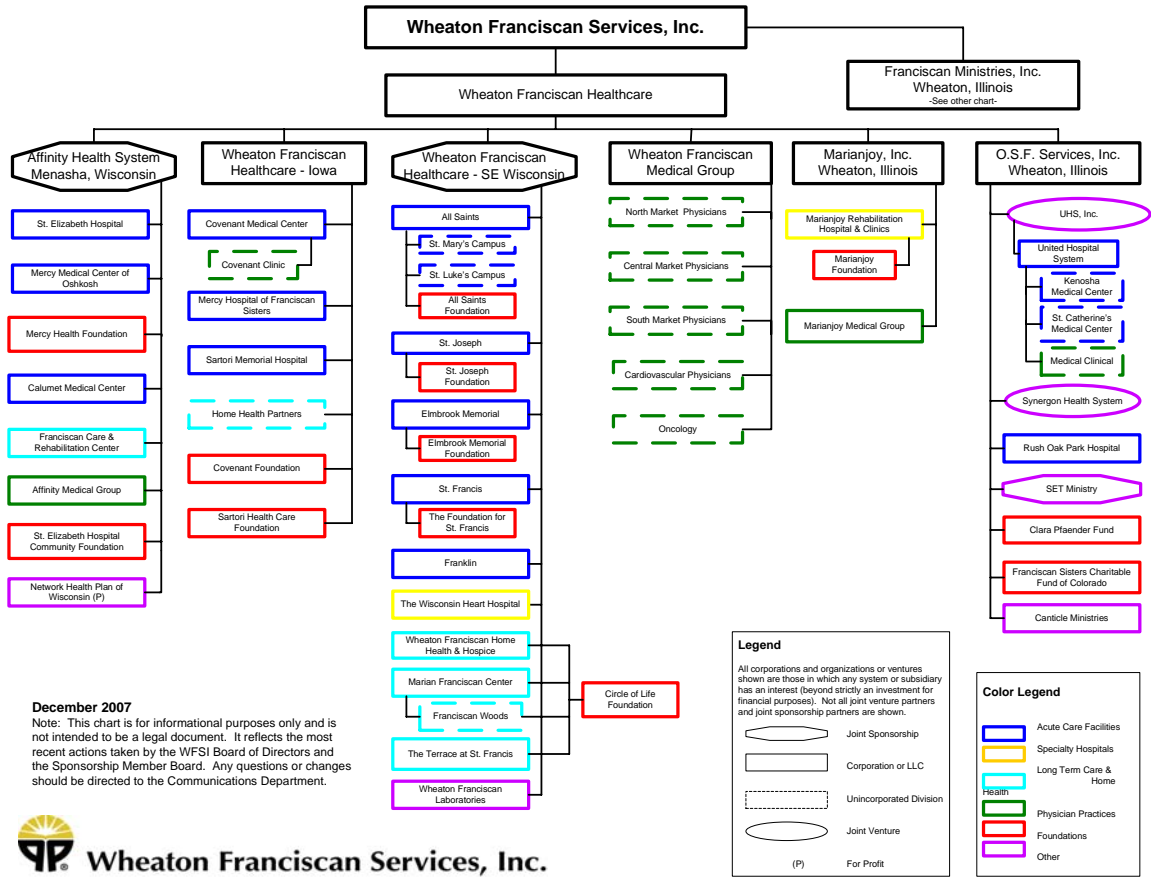 Wheaton Franciscan Services, Inc.
Wheaton Franciscan Healthcare
Franciscan Ministries, Inc.
Wheaton, Illinois
-See other chart-
Affinity Health System
Menasha, Wisconsin
St. Elizabeth Hospital
Mercy Medical Center of
Oshkosh
Mercy Health Foundation
Calumet Medical Center
Franciscan Care &
Rehabilitation Center
Affinity Medical Group
St. Elizabeth Hospital
Community Foundation
Network Health Plan of
Wisconsin (P)
Wheaton Franciscan
Healthcare - Iowa
Covenant Medical Center
Covenant Clinic
Mercy Hospital of Franciscan
Sisters
Sartori Memorial Hospital
Home Health Partners
Covenant Foundation
Sartori Health Care
Foundation
Wheaton Franciscan
Healthcare - SE Wisconsin
All Saints
St. Mary's Campus
St. Luke's Campus
All Saints
Foundation
St. Joseph
St. Joseph
Foundation
Elmbrook Memorial
Elmbrook Memorial
Foundation
St. Francis
The Foundation for
St. Francis
Franklin
The Wisconsin Heart Hospital
Wheaton Franciscan Home
Health & Hospice
Marian Franciscan Center
Franciscan Woods
The Terrace at St. Francis
Wheaton Franciscan
Laboratories
Circle of Life
Foundation
Wheaton Franciscan
Medical Group
North Market Physicians
Central Market Physicians
South Market Physicians
Cardiovascular Physicians
Oncology
Marianjoy, Inc.
Wheaton, Illinois
Marianjoy Rehabilitation
Hospital & Clinics
Marianjoy
Foundation
Marianjoy Medical Group
O.S.F. Services, Inc.
Wheaton, Illinois
UHS, Inc.
United Hospital
System
Kenosha
Medical Center
St. Catherine's
Medical Center
Medical Clinical
Synergon Health System
Rush Oak Park Hospital
SET Ministry
Clara Pfaender Fund
Franciscan Sisters Charitable
Fund of Colorado
Canticle Ministries
December 2007
Note: This chart is for informational purposes only and is
not intended to be a legal document. It reflects the most
recent actions taken by the WFSI Board of Directors and
the Sponsorship Member Board. Any questions or changes
should be directed to the Communications Department.
Legend
All corporations and organizations or ventures
shown are those in which any system or subsidiary
has an interest (beyond strictly an investment for
financial purposes). Not all joint venture partners
and joint sponsorship partners are shown.
Joint Sponsorship
Corporation or LLC
Unincorporated Division
Joint Venture
(P) For Profit
Color Legend
Acute Care Facilities
Specialty Hospitals
Long Term Care &
Home
Health
Physician Practices
Foundations
Other
Wheaton Franciscan Services, Inc.